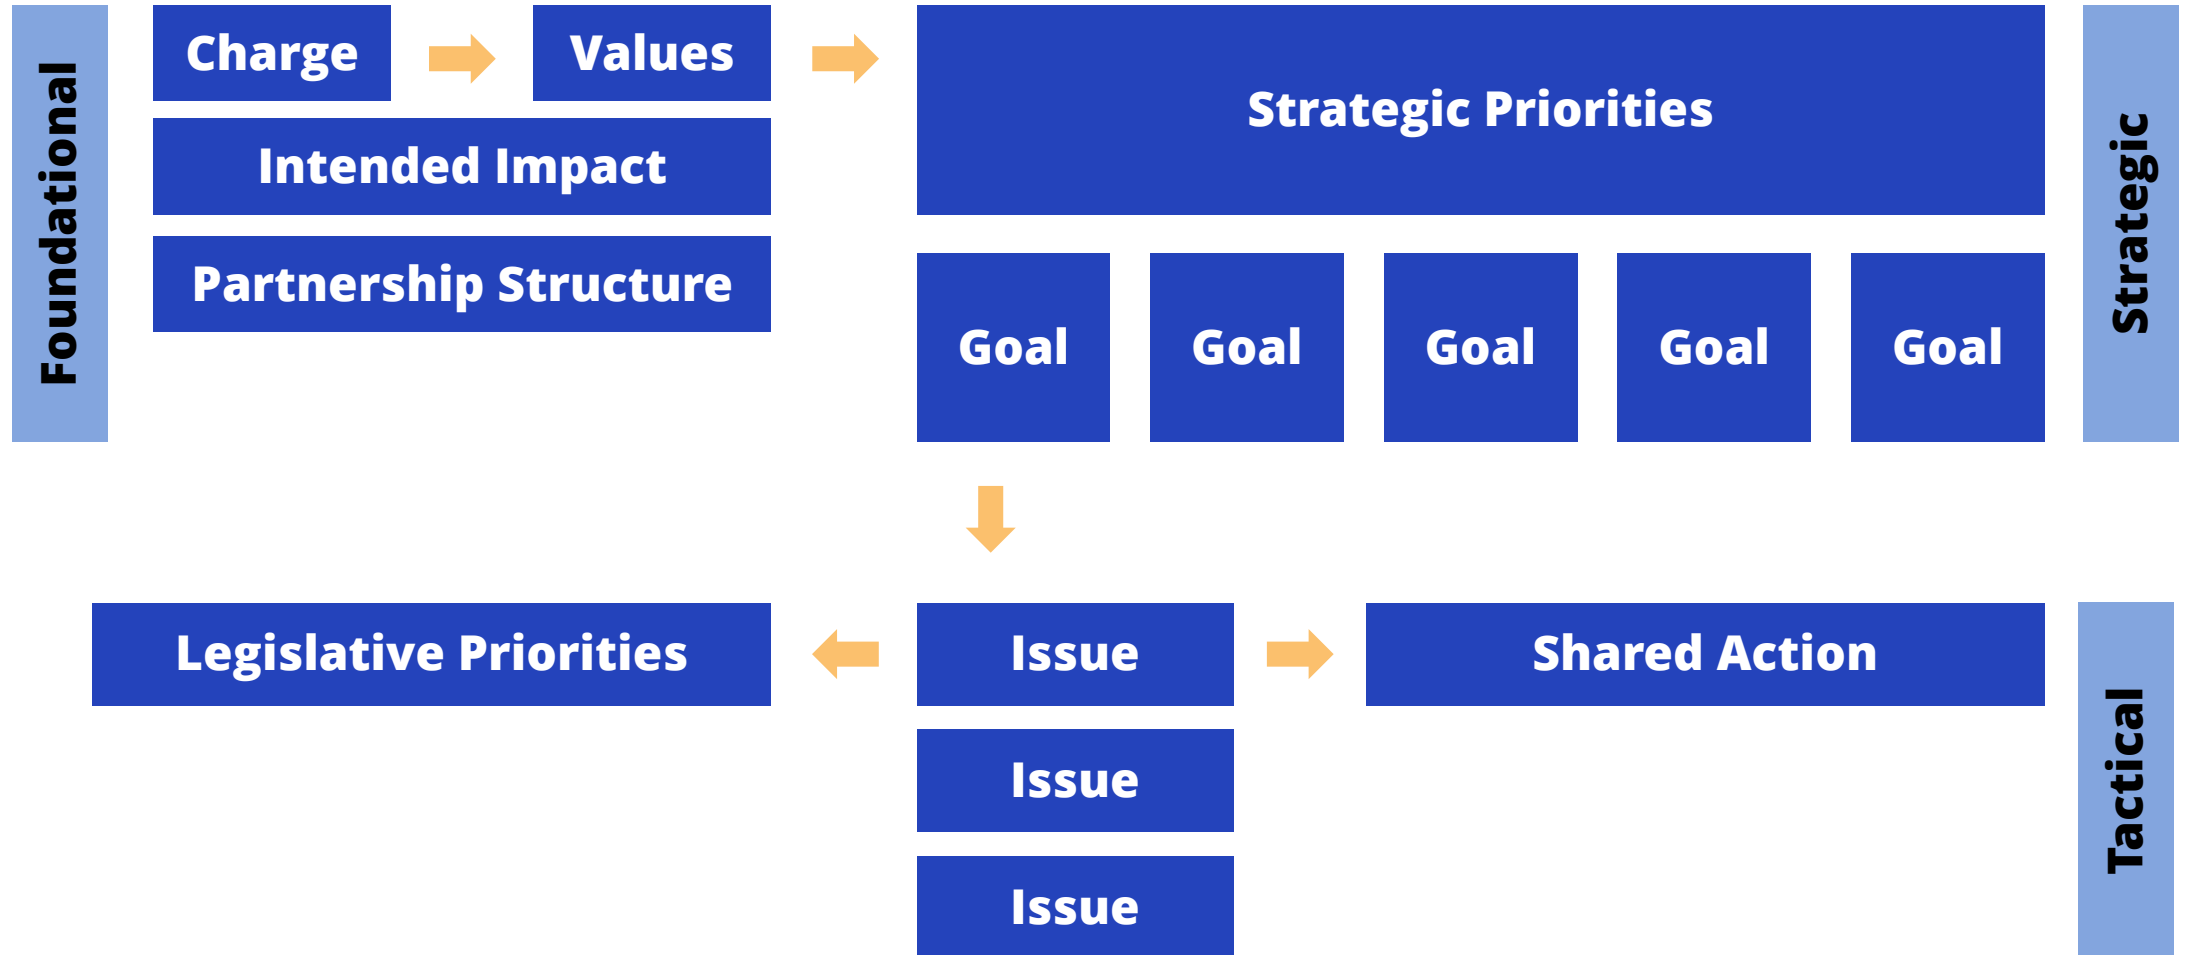 Foundational
Charge
Values
Intended Impact
Partnership Structure
Strategic Priorities
Goal
Goal
Goal
Goal
Goal
Strategic
Legislative Priorities
Issue
Shared Action
Issue
Issue
Tactical